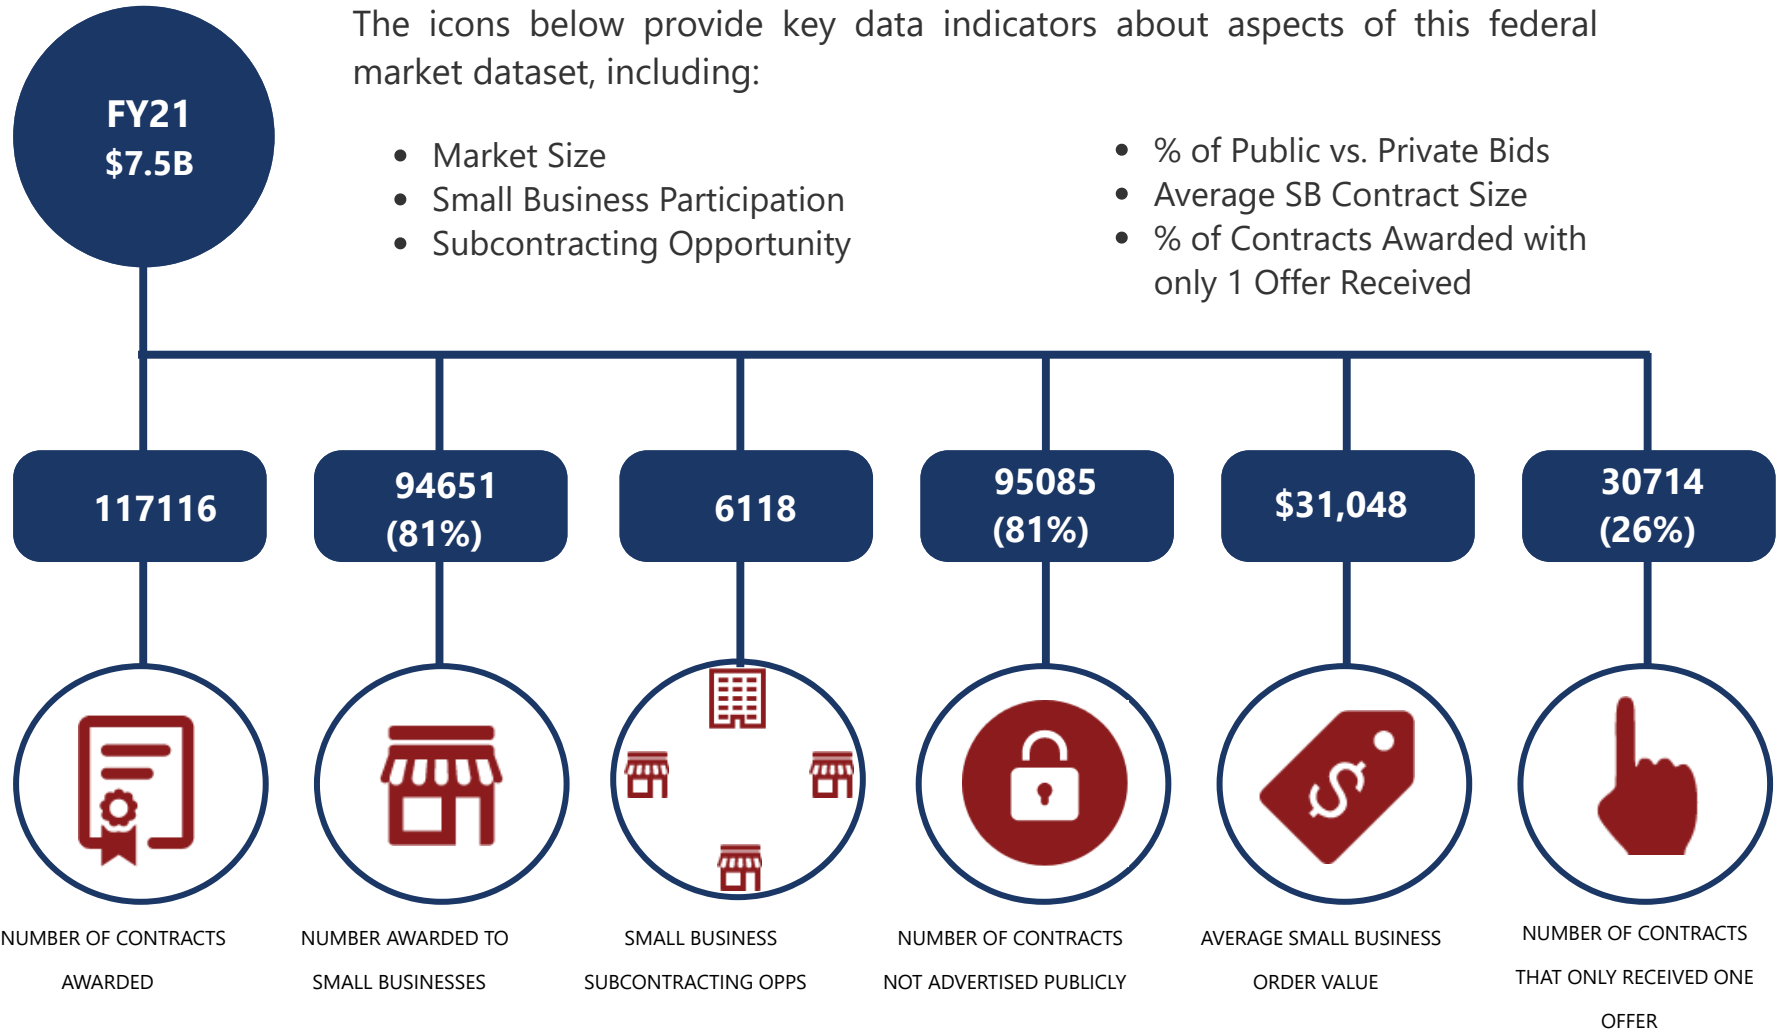 FY21
$7.5B
The icons below provide key data indicators about aspects of this federal
market dataset, including:
• Market Size
• Small Business Participation
• Subcontracting Opportunity
• % of Public vs. Private Bids
• Average SB Contract Size
• % of Contracts Awarded with
only 1 Offer Received
117116
94651
(81%)
6118
95085
(81%)
$31,048
30714
(26%)
NUMBER OF CONTRACTS
AWARDED
NUMBER AWARDED TO
SMALL BUSINESSES
SMALL BUSINESS
SUBCONTRACTING OPPS
NUMBER OF CONTRACTS
NOT ADVERTISED PUBLICLY
AVERAGE SMALL BUSINESS
ORDER VALUE
NUMBER OF CONTRACTS
THAT ONLY RECEIVED ONE
OFFER